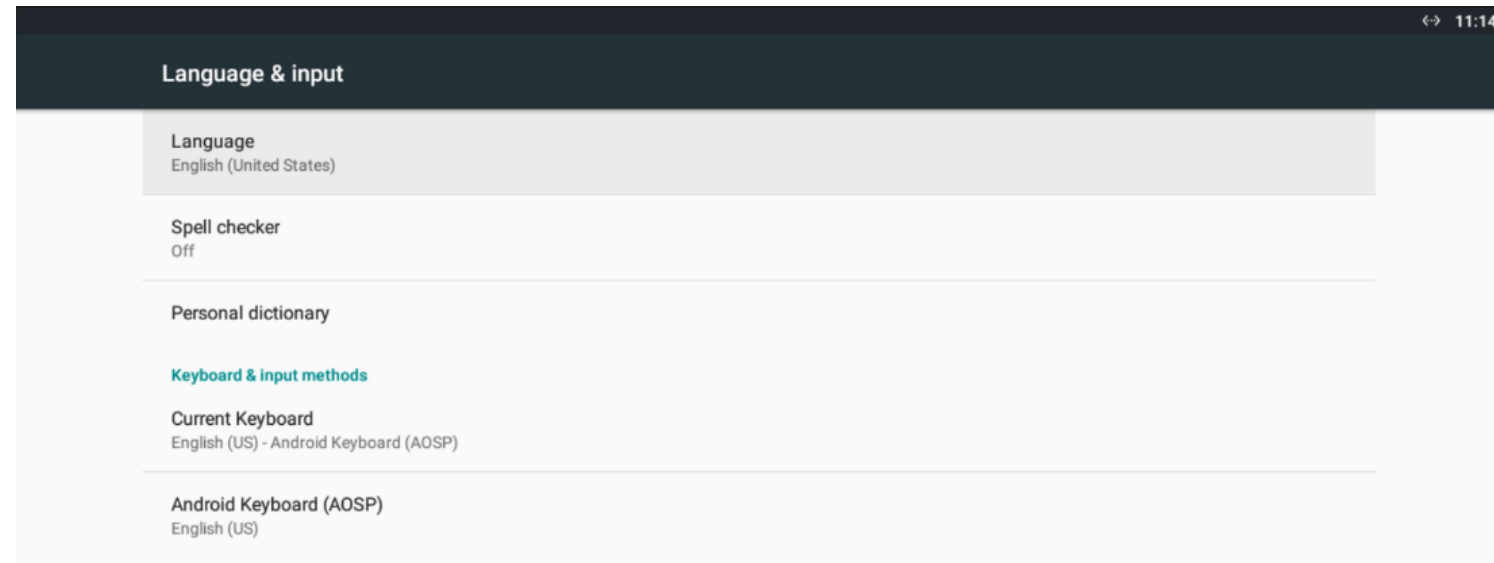 11:14
Language & input
Language
English (United States)
Spell checker
Off
Personal dictionary
Keyboard & input methods
Current Keyboard
English (US) - Android Keyboard (AOSP)
Android Keyboard (AOSP)
English (US)